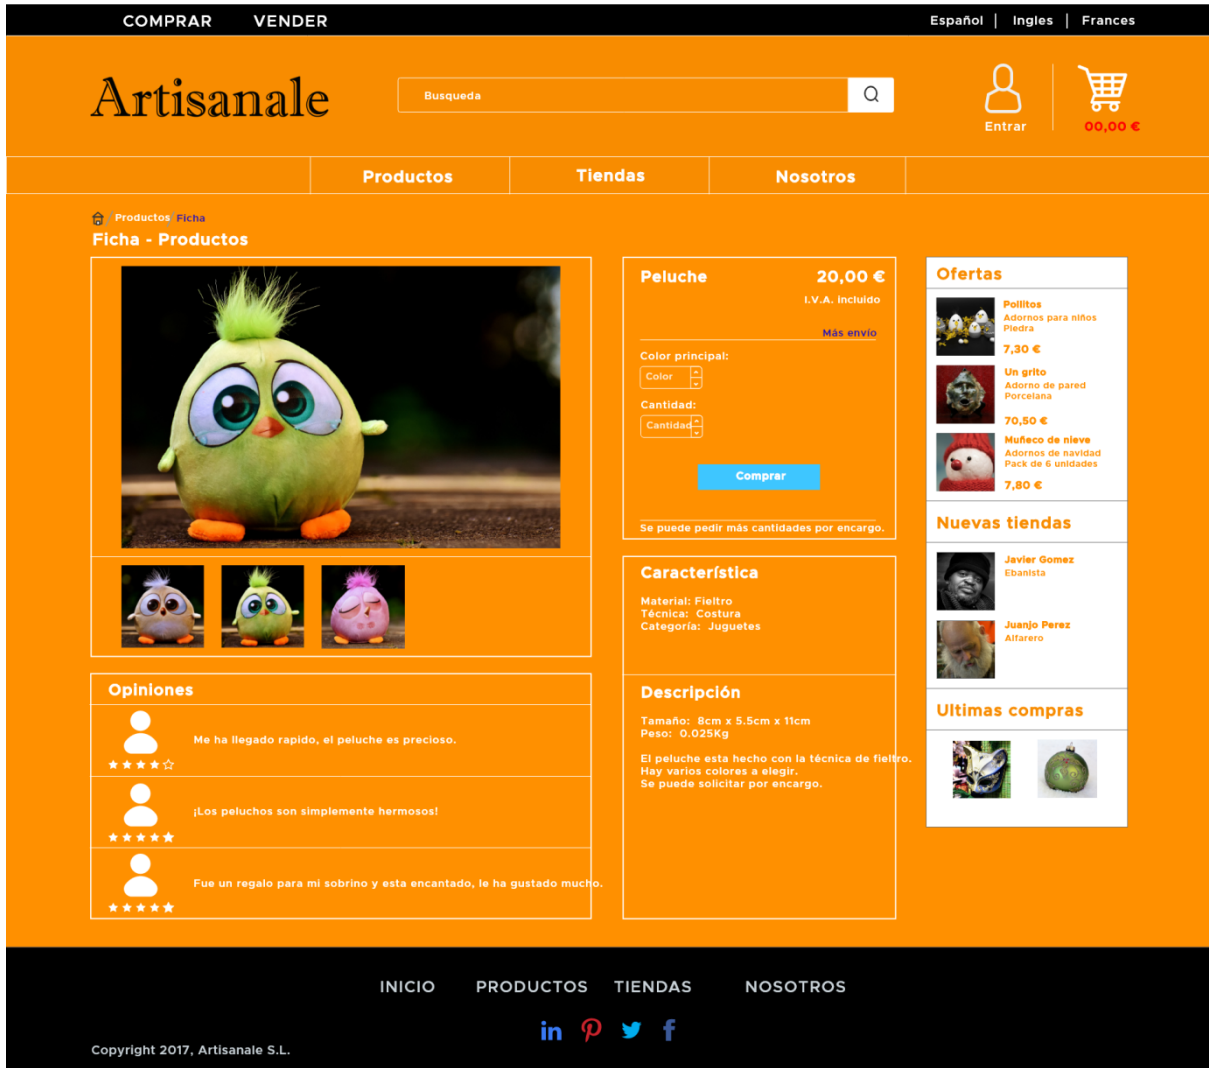 COMPRAR VENDER Español | Ingles | Frances
Artisanale
Busqueda
Entrar
00,00 €
Productos Tiendas Nosotros
/ Productos Ficha
Ficha - Productos
Peluche 20,00 €
I.V.A. incluido
Más envío
Color principal:
Color
Cantidad:
Cantidad
Comprar
Se puede pedir más cantidades por encargo.
Característica
Material: Fieltro
Técnica: Costura
Categoría: Juguetes
Descripción
Tamaño: 8cm x 5.5cm x 11cm
Peso: 0.025Kg
El peluche esta hecho con la técnica de fieltro.
Hay varios colores a elegir.
Se puede solicitar por encargo.
Opiniones
Me ha llegado rapido, el peluche es precioso.
¡Los peluchos son simplemente hermosos!
Fue un regalo para mi sobrino y esta encantado, le ha gustado mucho.
Ofertas
Pollitos
Adornos para niños
Piedra
7,30 €
Un grito
Adorno de pared
Porcelana
70,50 €
Muñeco de nieve
Adornos de navidad
Pack de 6 unidades
7,80 €
Nuevas tiendas
Javier Gomez
Ebanista
Juanjo Perez
Alfarero
Ultimas compras
INICIO PRODUCTOS TIENDAS NOSOTROS
in
Copyright 2017, Artisanale S.L.